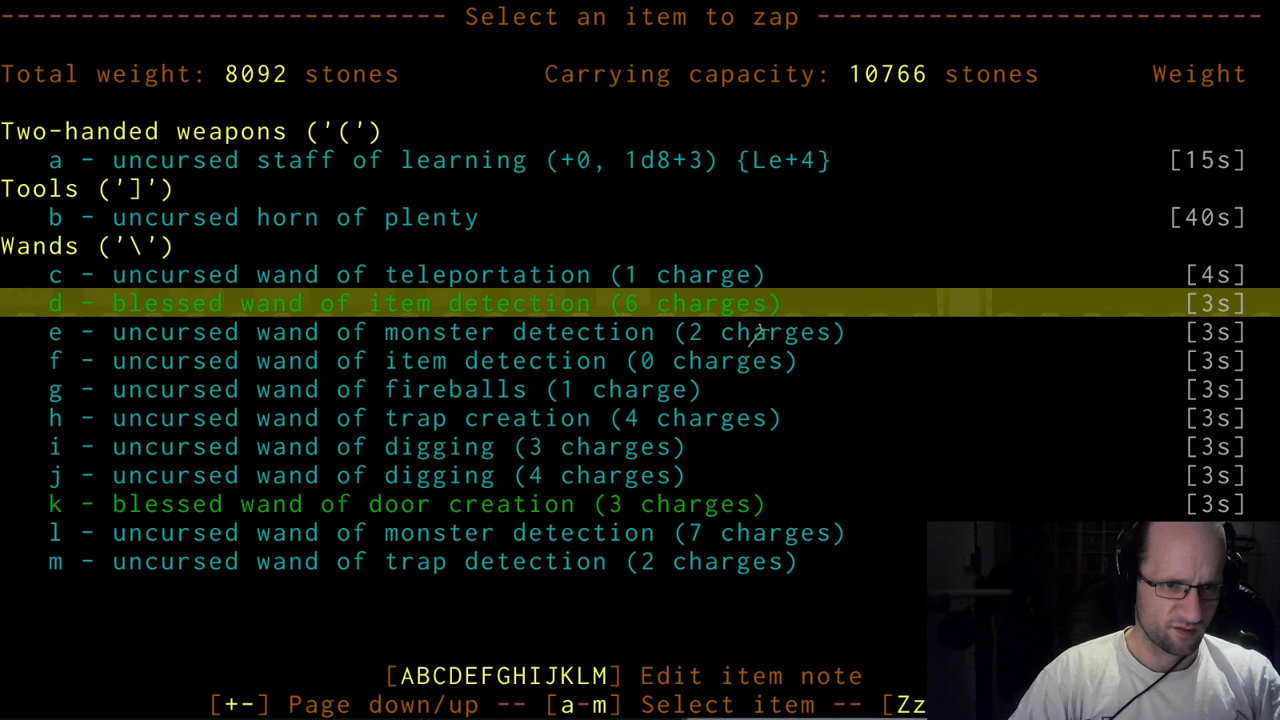 Select an item to zap
Total weight: 8092 stones Carrying capacity: 10766 stones Weight
Two-handed weapons ('(')
a - uncursed staff of learning (+0, 1d8+3) {Le+4} [15s]
Tools (']')
b - uncursed horn of plenty [40s]
Wands ('\')
c - uncursed wand of teleportation (1 charge) [4s]
d - blessed wand of item detection (6 charges) [3s]
e - uncursed wand of monster detection (2 charges) [3s]
f - uncursed wand of item detection (0 charges) [3s]
g - uncursed wand of fireballs (1 charge) [3s]
h - uncursed wand of trap creation (4 charges) [3s]
i - uncursed wand of digging (3 charges) [3s]
j - uncursed wand of digging (4 charges) [3s]
k - blessed wand of door creation (3 charges) [3s]
l - uncursed wand of monster detection (7 charges)
m - uncursed wand of trap detection (2 charges)
[ABCDEFGHIJKLM] Edit item note
[+-] Page down/up -- [a-m] Select item -- [Zz